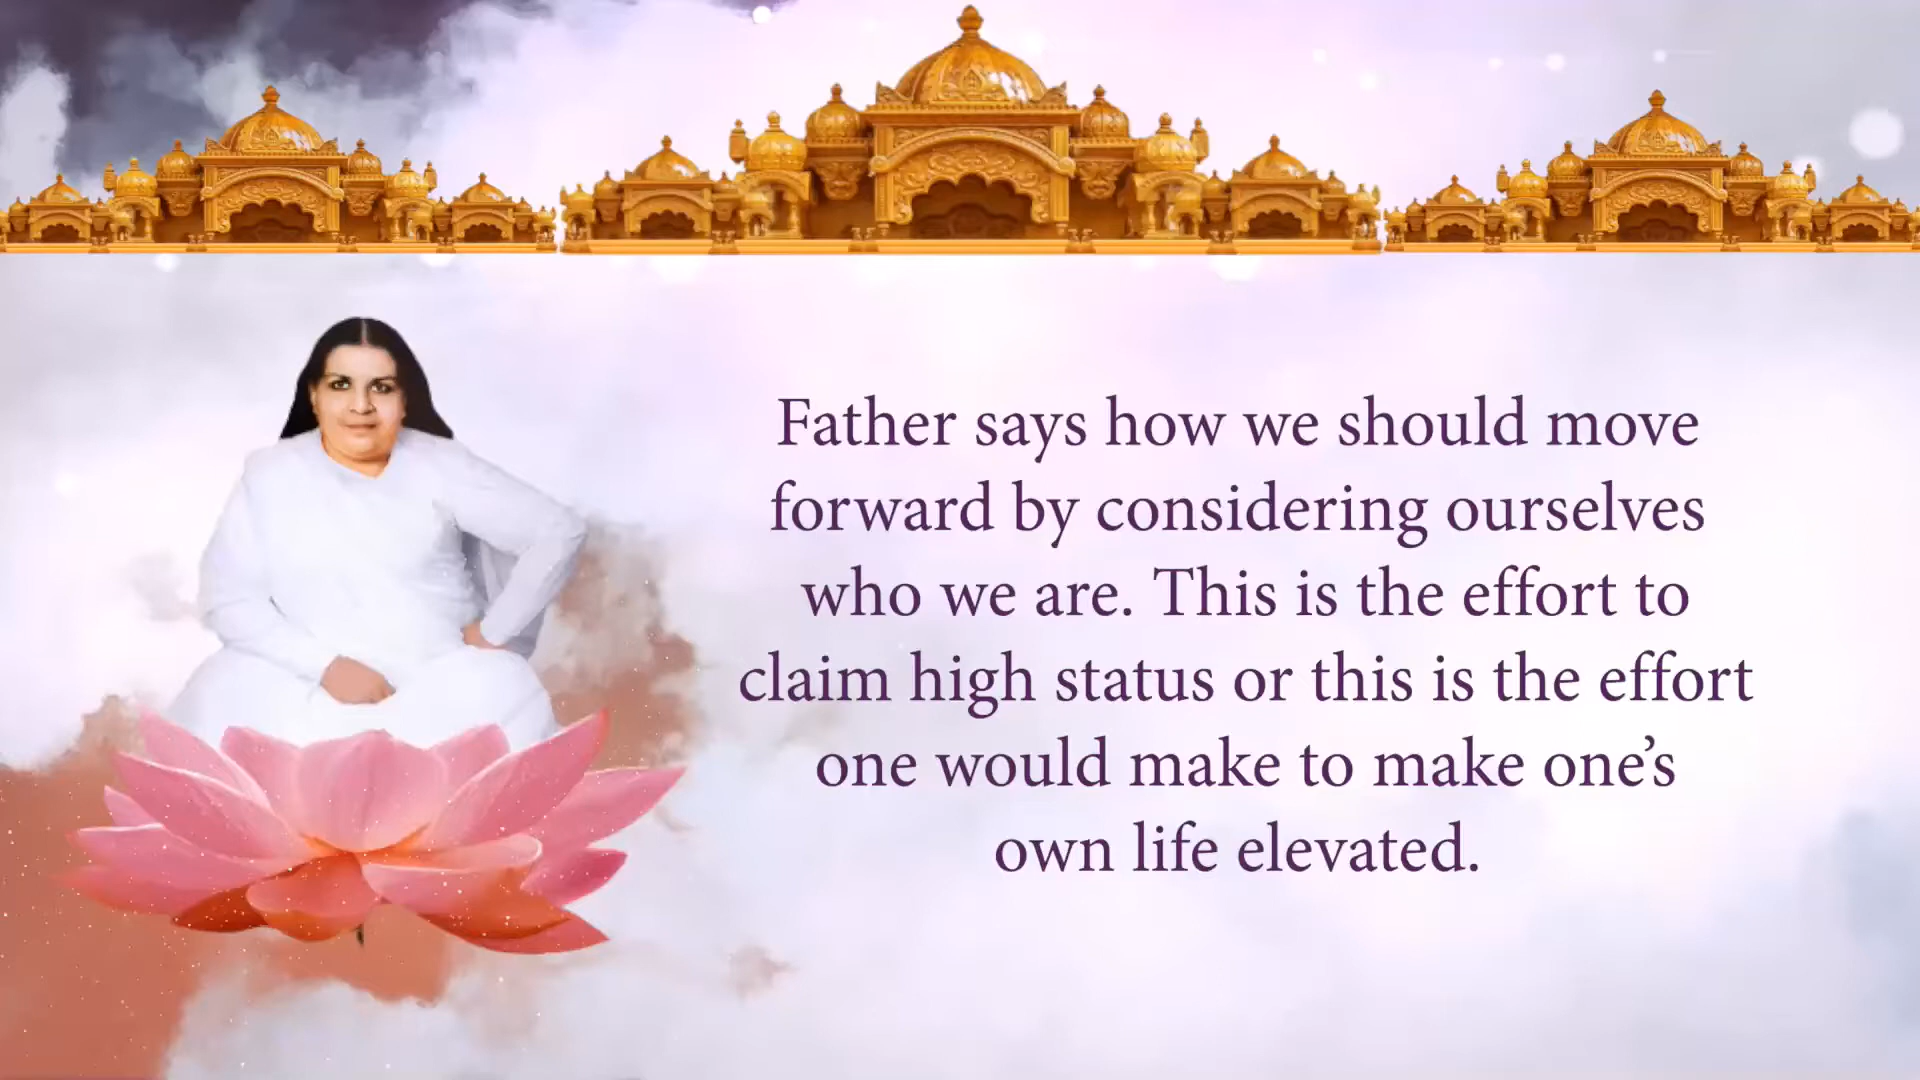 Father says how we should move
forward by considering ourselves
who we are. This is the effort to
claim high status or this is the effort
one would make to make one’s
own life elevated.